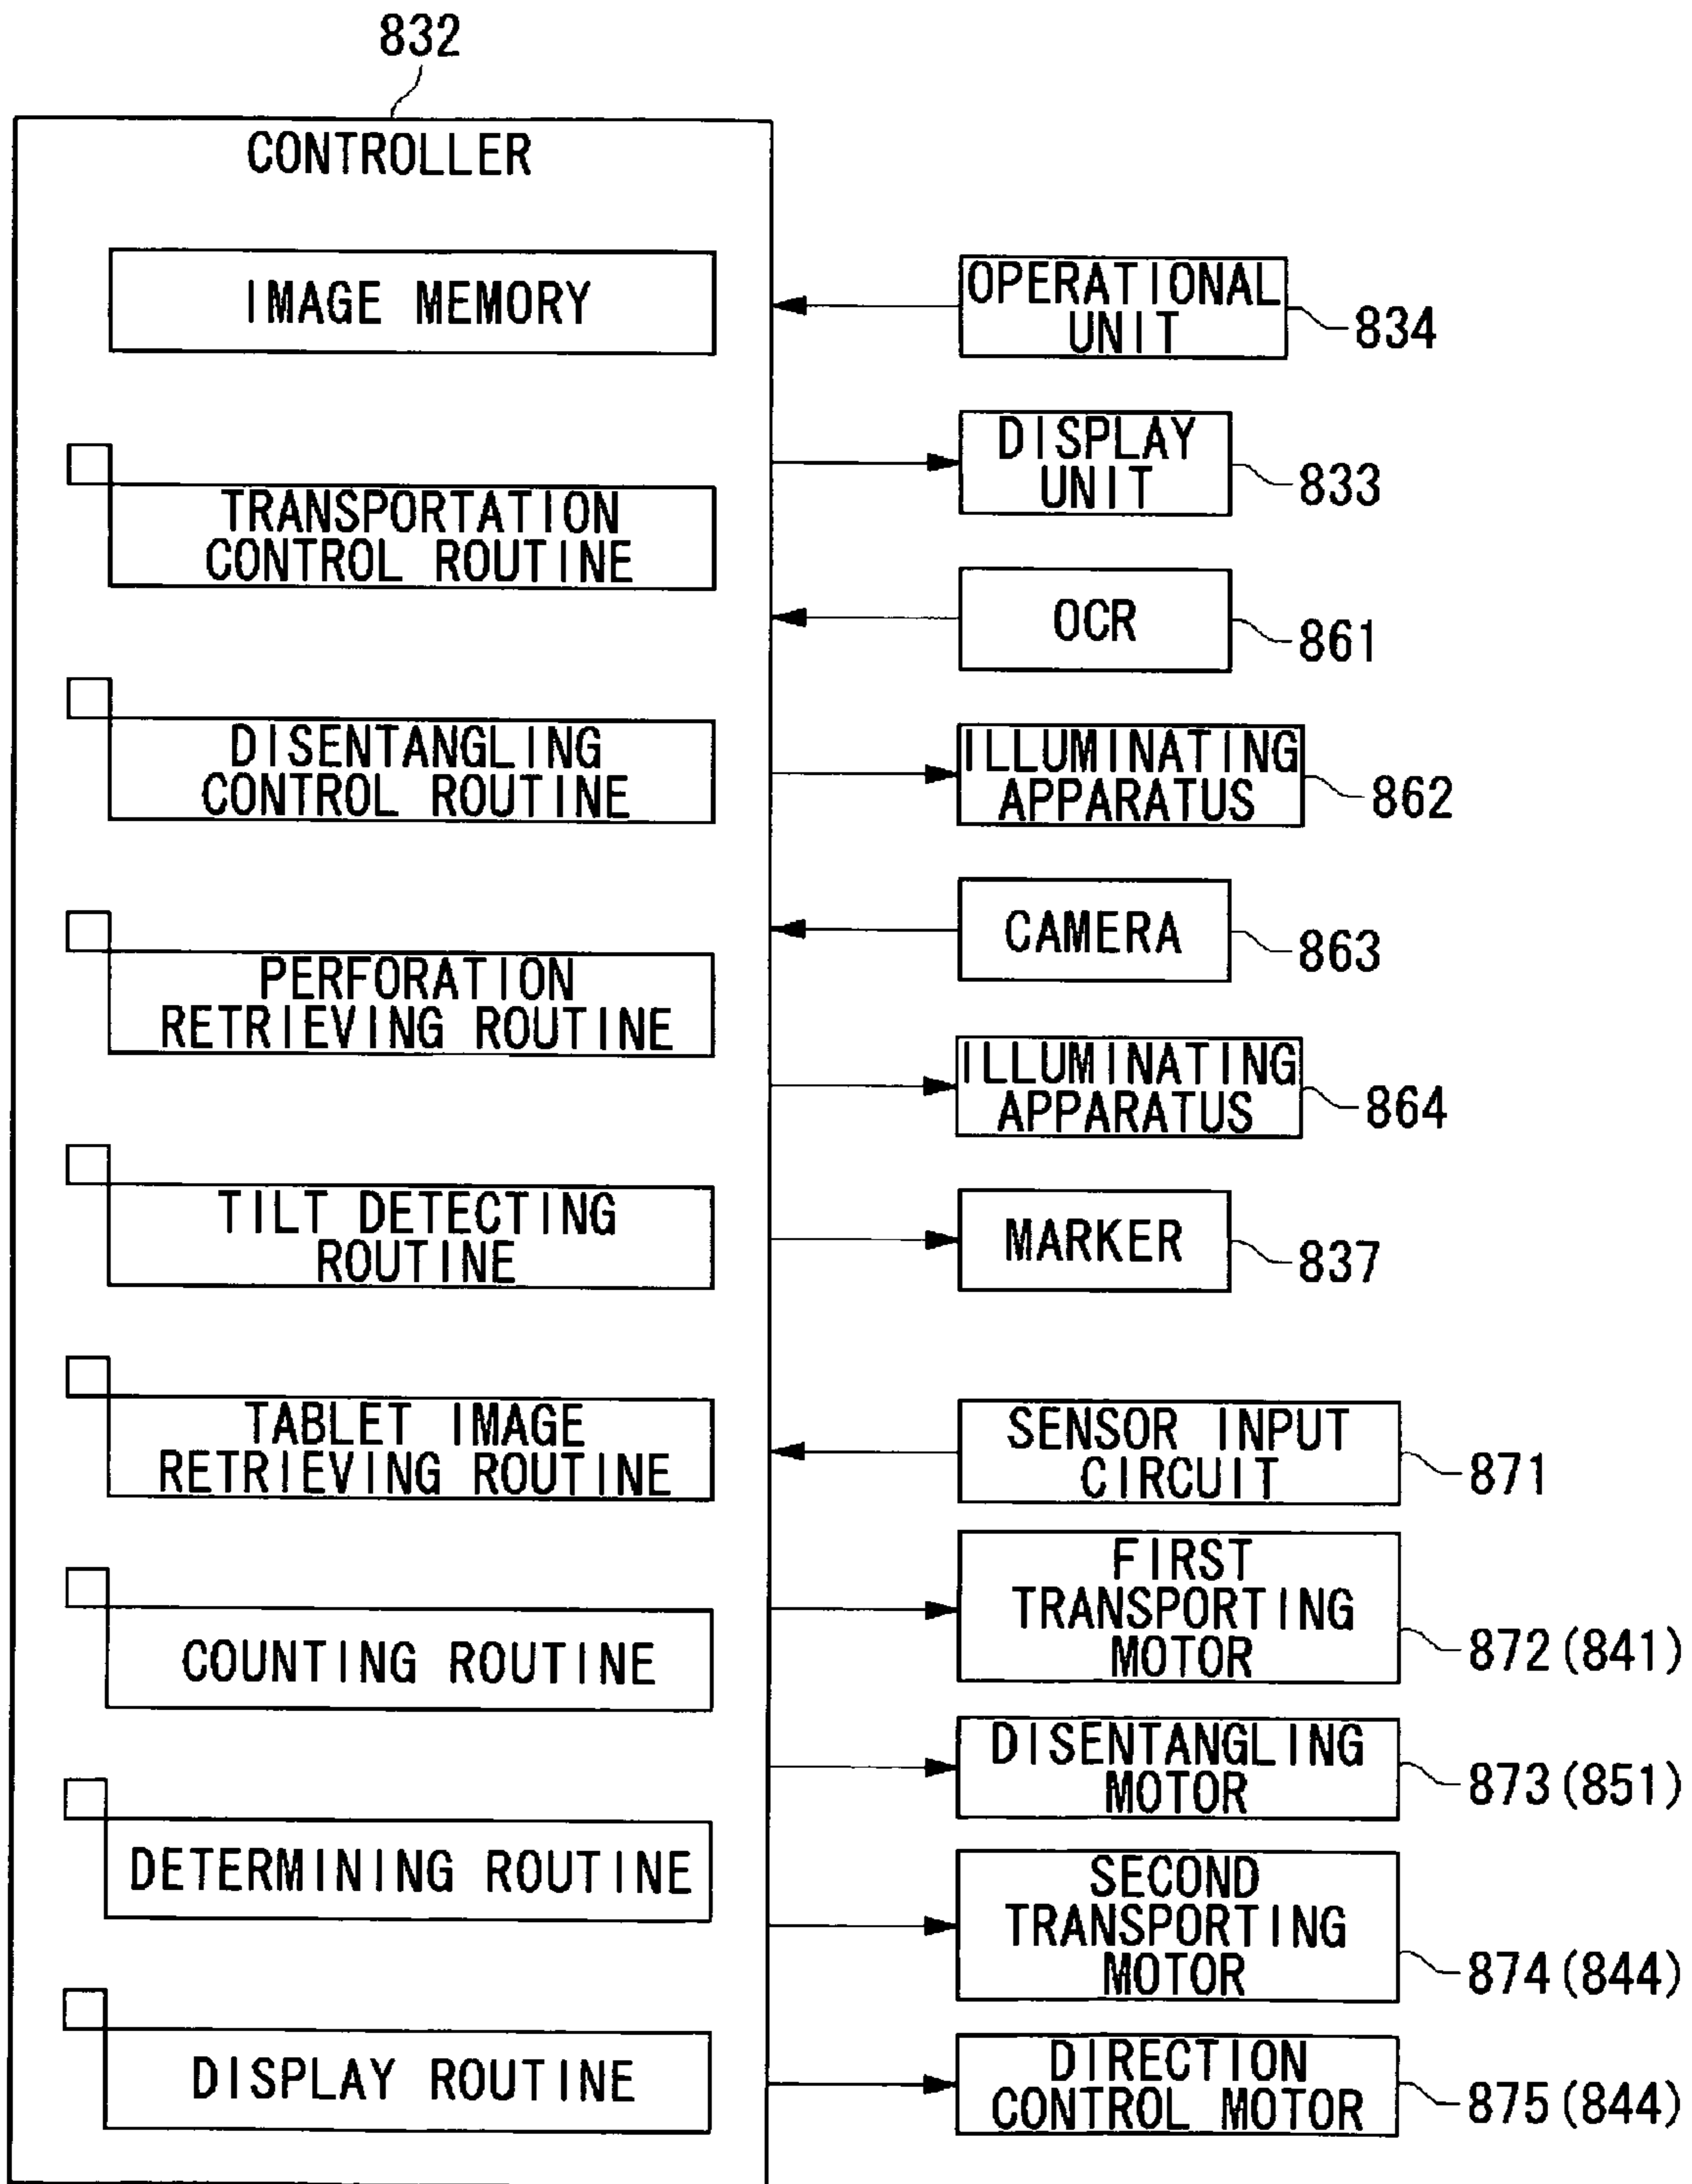 832
CONTROLLER
IMAGE MEMORY
TRANSPORTATION
CONTROL ROUTINE
DISENTANGLING
CONTROL ROUTINE
PERFORATION
RETRIEVING ROUTINE
TILT DETECTING
ROUTINE
TABLET IMAGE
RETRIEVING ROUTINE
COUNTING ROUTINE
DETERMINING ROUTINE
DISPLAY ROUTINE
OPERATIONAL
UNIT
834
DISPLAY
UNIT
833
OCR
861
ILLUMINATING
APPARATUS
862
CAMERA
863
ILLUMINATING
APPARATUS
864
MARKER
837
SENSOR INPUT
CIRCUIT
871
FIRST
TRANSPORTING
MOTOR
872(841)
DISENTANGLING
MOTOR
873(851)
SECOND
TRANSPORTING
MOTOR
874(844)
DIRECTION
CONTROL MOTOR
875(844)